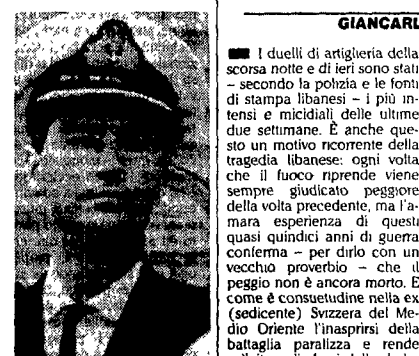 GIANCARL
I duelli di artiglieria della
scorsa notte e di ieri sono stati
– secondo la polizia e le fonti
di stampa libanesi – i più in-
tensi e micidiali delle ultime
due settimane. È anche que-
sto un motivo ricorrente della
tragedia libanese: ogni volta
che il fuoco riprende viene
sempre giudicato peggiore
della volta precedente, ma l'a-
mara esperienza di questi
quasi quindici anni di guerra
conferma – per dirlo con un
vecchio proverbio – che il
peggio non è ancora morto. E
come è consuetudine nella ex
(sedicente) Svizzera del Me-
dio Oriente l'inasprirsi della
battaglia paralizza e rende